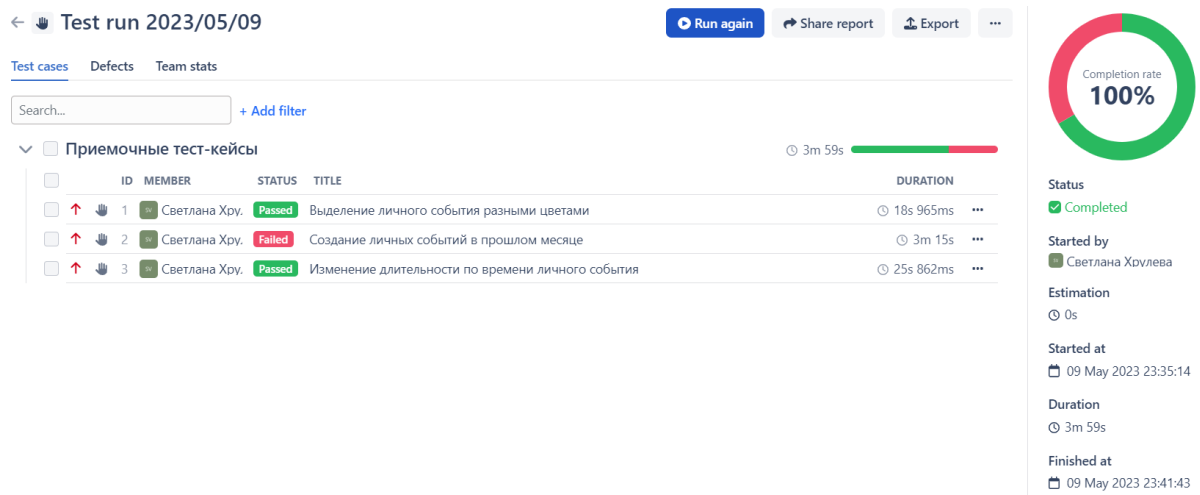 Test run 2023/05/09
Run again
Share report
Export
Test cases Defects Team stats
Search...
+ Add filter
Приемочные тест-кейсы 3m 59s
ID MEMBER STATUS TITLE DURATION
1 Светлана Хру. Passed Выделение личного события разными цветами 18s 965ms
2 Светлана Хру. Failed Создание личных событий в прошлом месяце 3m 15s
3 Светлана Хру. Passed Изменение длительности по времени личного события 25s 862ms
Completion rate
100%
Status
Completed
Started by
Светлана Хрулева
Estimation
0s
Started at
09 May 2023 23:35:14
Duration
3m 59s
Finished at
09 May 2023 23:41:43